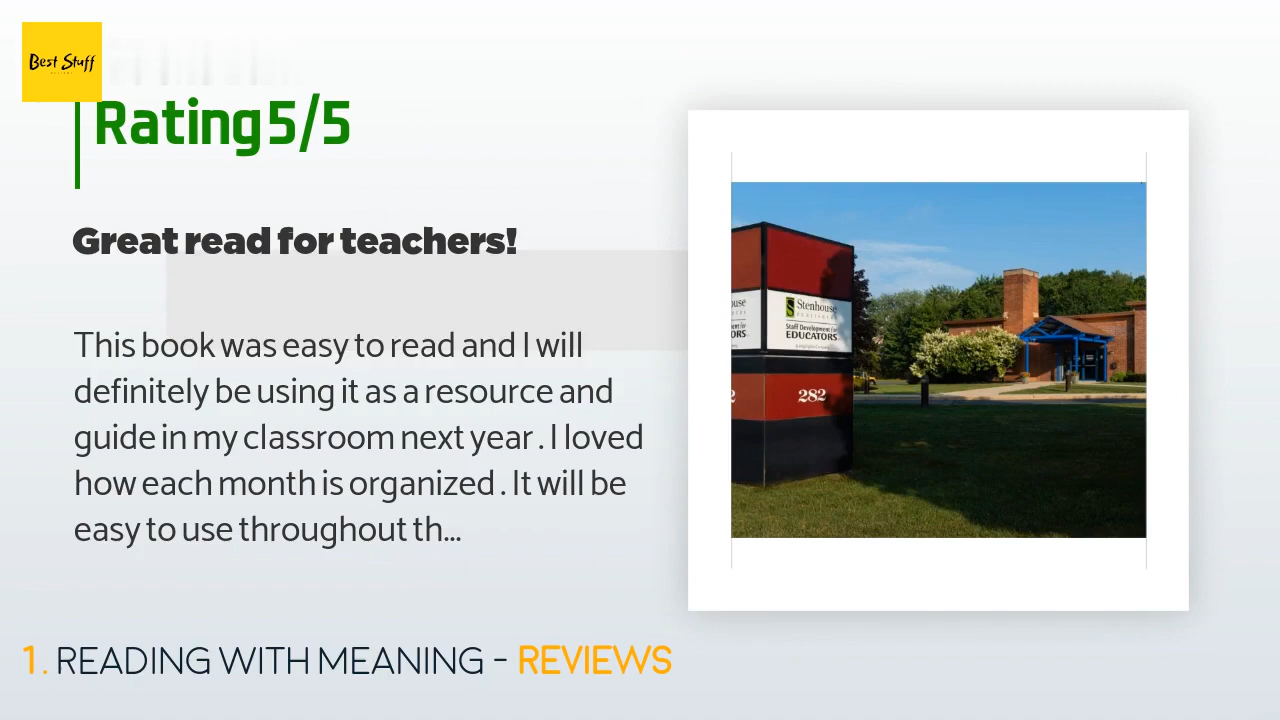 Best Stuff
Rating 5/5
Great read for teachers!
This book was easy to read and I will
definitely be using it as a resource and
guide in my classroom next year . I loved
how each month is organized . It will be
easy to use throughout th...
Stenhouse
PUBLISHERS
Staff Development for
EDUCATORS
282
1. READING WITH MEANING - REVIEWS